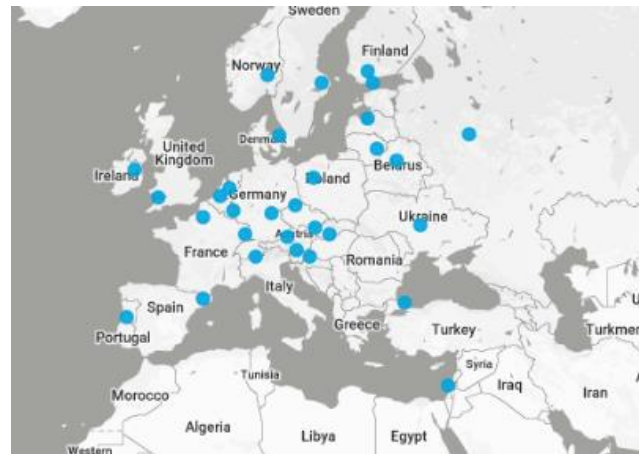 Sweden
Finland
Norway
Denmark
United
Kingdom
Ireland
Belarus
Poland
Germany
Ukraine
Austria
France
Romania
Italy
Spain
Portugal
Greece
Turkey
Turkmen
Syria
Tunisia
Iraq
Iran
Morocco
Algeria
Libya
Egypt
Western